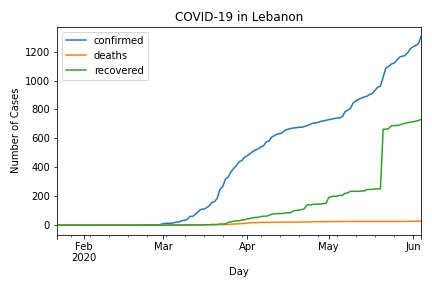 COVID-19 in Lebanon
confirmed
deaths
recovered
Number of Cases
1200
1000
800
600
400
200
0
Feb
2020
Mar
Apr
May
Jun
Day